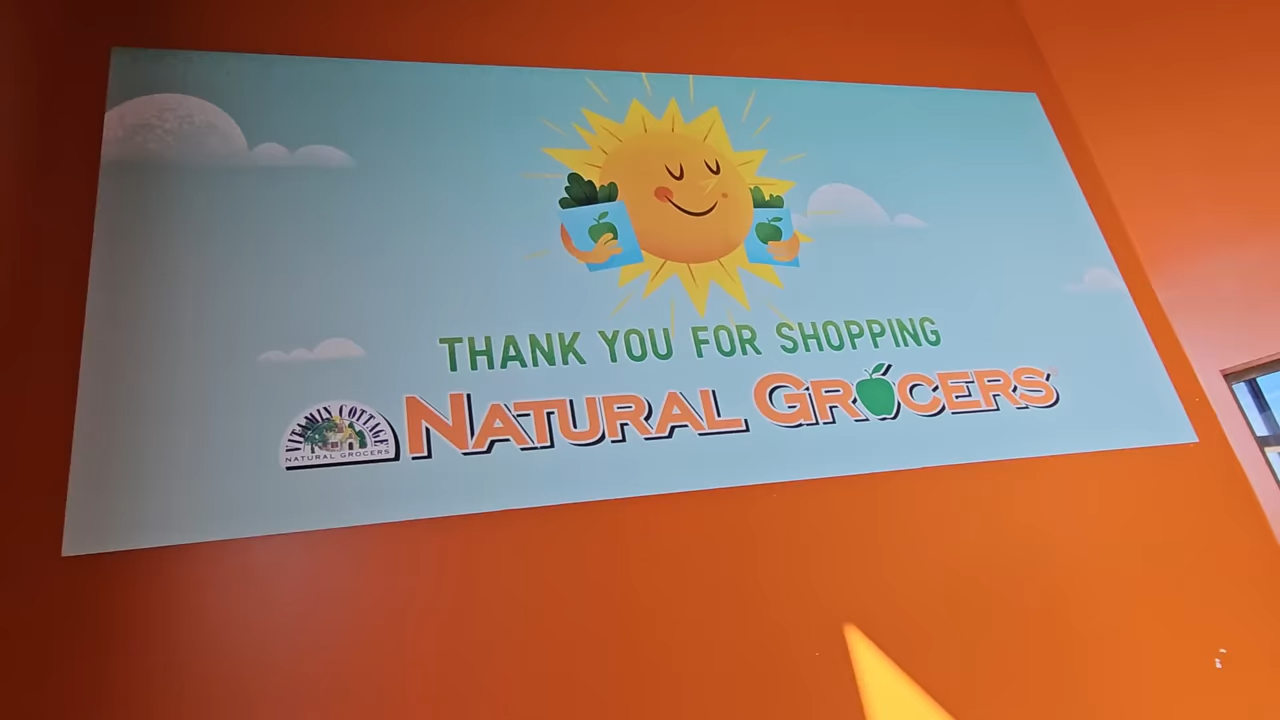 THANK YOU FOR SHOPPING
VITAMIN COTTAGE
NATURAL GROCERS
NATURAL GROCERS